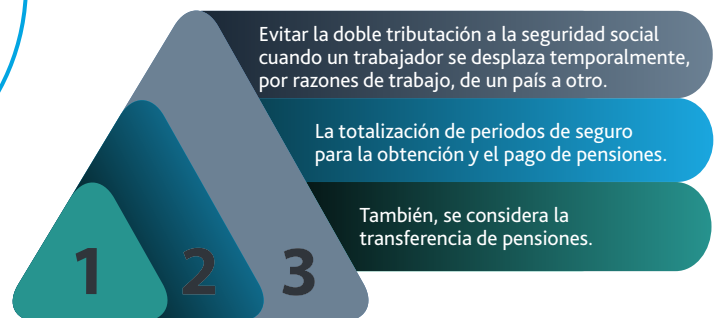 Evitar la doble tributación a la seguridad social
cuando un trabajador se desplaza temporalmente,
por razones de trabajo, de un país a otro.
La totalización de periodos de seguro
para la obtención y el pago de pensiones.
También, se considera la
transferencia de pensiones.
1 2 3